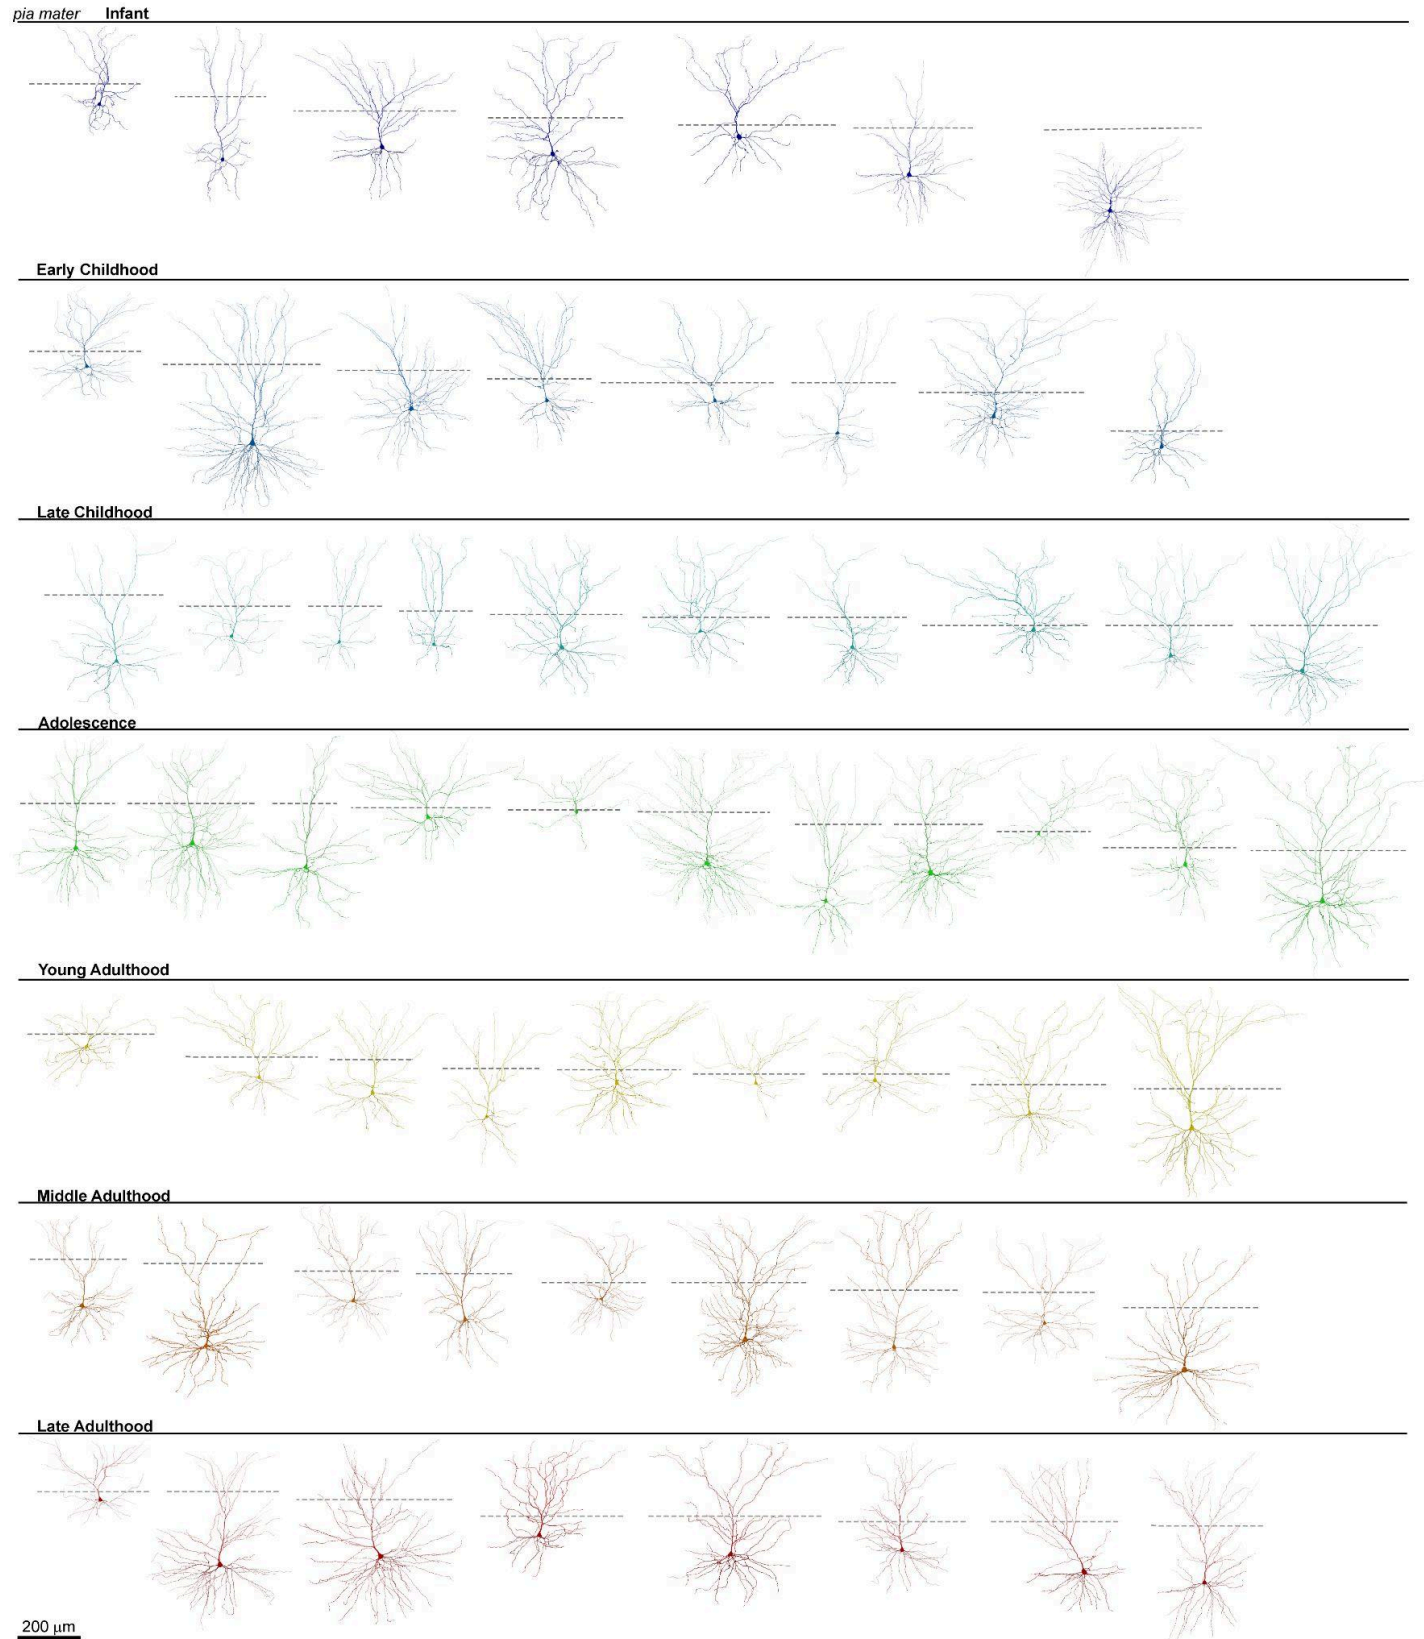 pia mater Infant
Early Childhood
Late Childhood
Adolescence
Young Adulthood
Middle Adulthood
Late Adulthood
200 μm